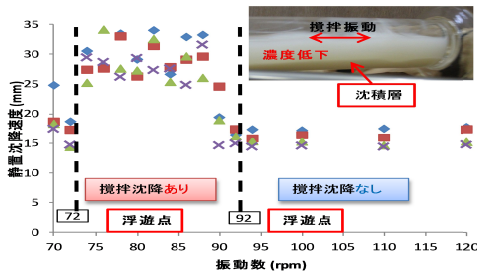 35
30
25
20
15
10
5
0
静置沈降速度 (mm)
撹拌振動
濃度低下
沈積層
撹拌沈降あり
撹拌沈降なし
72
浮遊点
92
浮遊点
70 75 80 85 90 95 100 105 110 115 120
振動数 (rpm)